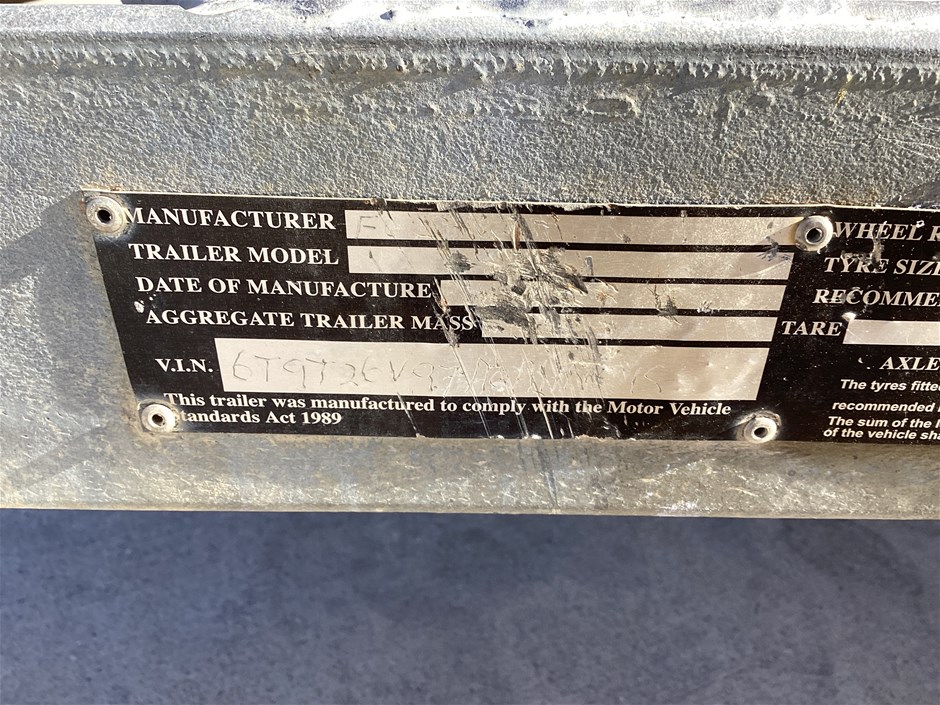 MANUFACTURER
TRAILER MODEL
DATE OF MANUFACTURE
AGGREGATE TRAILER MASS
V.I.N.
This trailer was manufactured to comply with the Motor Vehicle
Standards Act 1989
WHEEL
TYRE SIZE
RECOMME
TARE
AXLE
The tyres fitte
recommended
The sum of the
of the vehicle sha